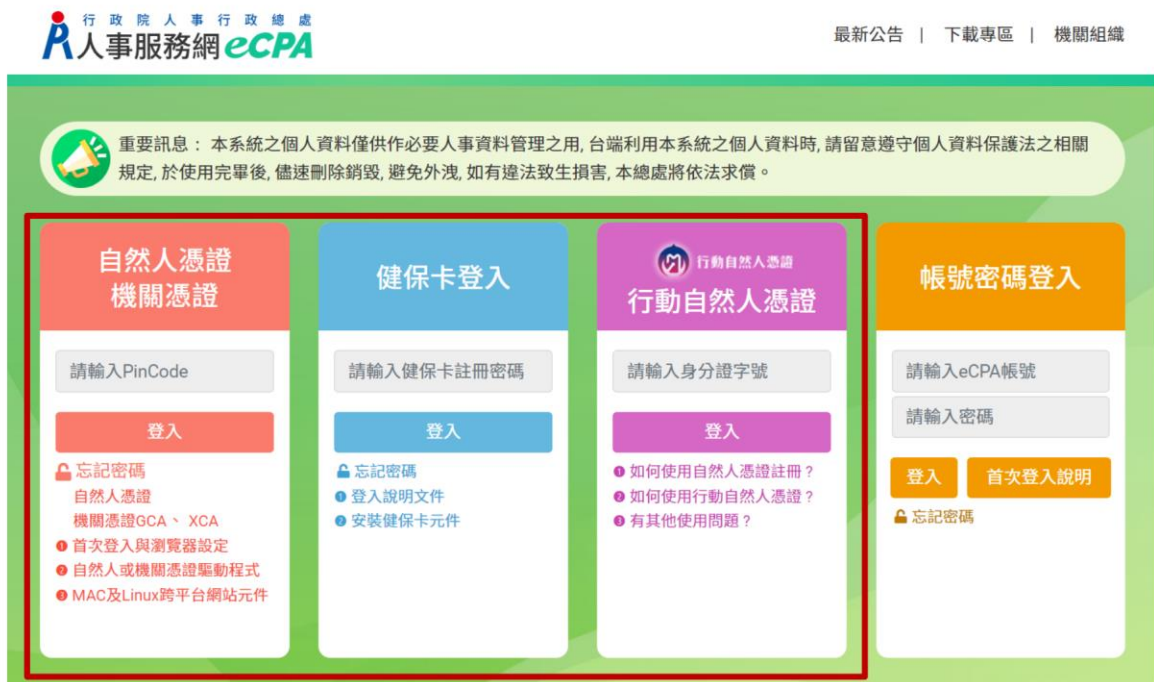 行政院人事行政總處
人事服務網eCPA
最新公告 | 下載專區 | 機關組織
重要訊息： 本系統之個人資料僅供作必要人事資料管理之用, 台端利用本系統之個人資料時, 請留意遵守個人資料保護法之相關
規定, 於使用完畢後, 儘速刪除銷毀, 避免外洩, 如有違法致生損害, 本總處將依法求償。
自然人憑證
機關憑證
請輸入PinCode
登入
忘記密碼
自然人憑證
機關憑證GCA、 XCA
❶ 首次登入與瀏覽器設定
❷ 自然人或機關憑證驅動程式
❸ MAC及Linux跨平台網站元件
健保卡登入
請輸入健保卡註冊密碼
登入
忘記密碼
❶ 登入說明文件
❷ 安裝健保卡元件
行動自然人憑證
行動自然人憑證
請輸入身分證字號
登入
❶ 如何使用自然人憑證註冊？
❷ 如何使用行動自然人憑證？
❸ 有其他使用問題？
帳號密碼登入
請輸入eCPA帳號
請輸入密碼
登入 首次登入說明
忘記密碼